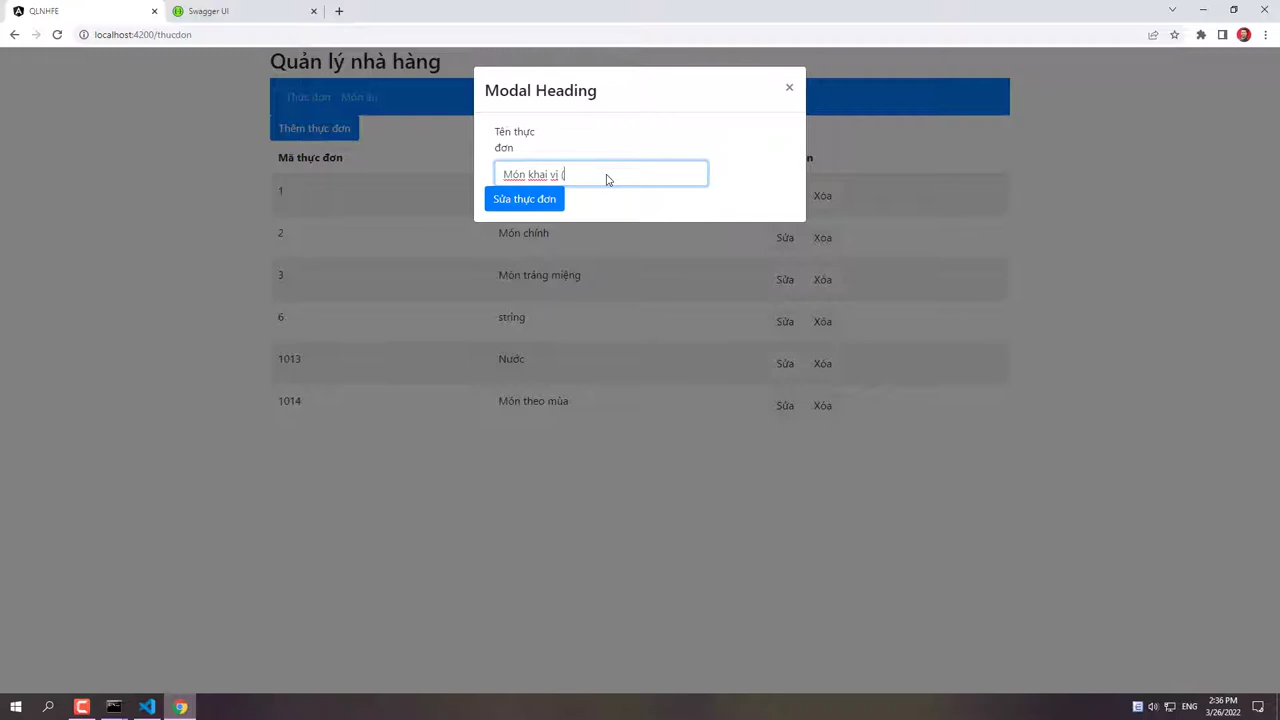 QLNHFE
Swagger UI
localhost:4200/thucdon
Quản lý nhà hàng
Thực đơn Món ăn
Thêm thực đơn
Modal Heading
×
Tên thực
đơn
Món khai vị (
Sửa thực đơn
Mã thực đơn
1 Xóa
2 Món chính Sửa Xóa
3 Món tráng miệng Sửa Xóa
6 string Sửa Xóa
1013 Nước Sửa Xóa
1014 Món theo mùa Sửa Xóa
ENG
2:36 PM
3/26/2022